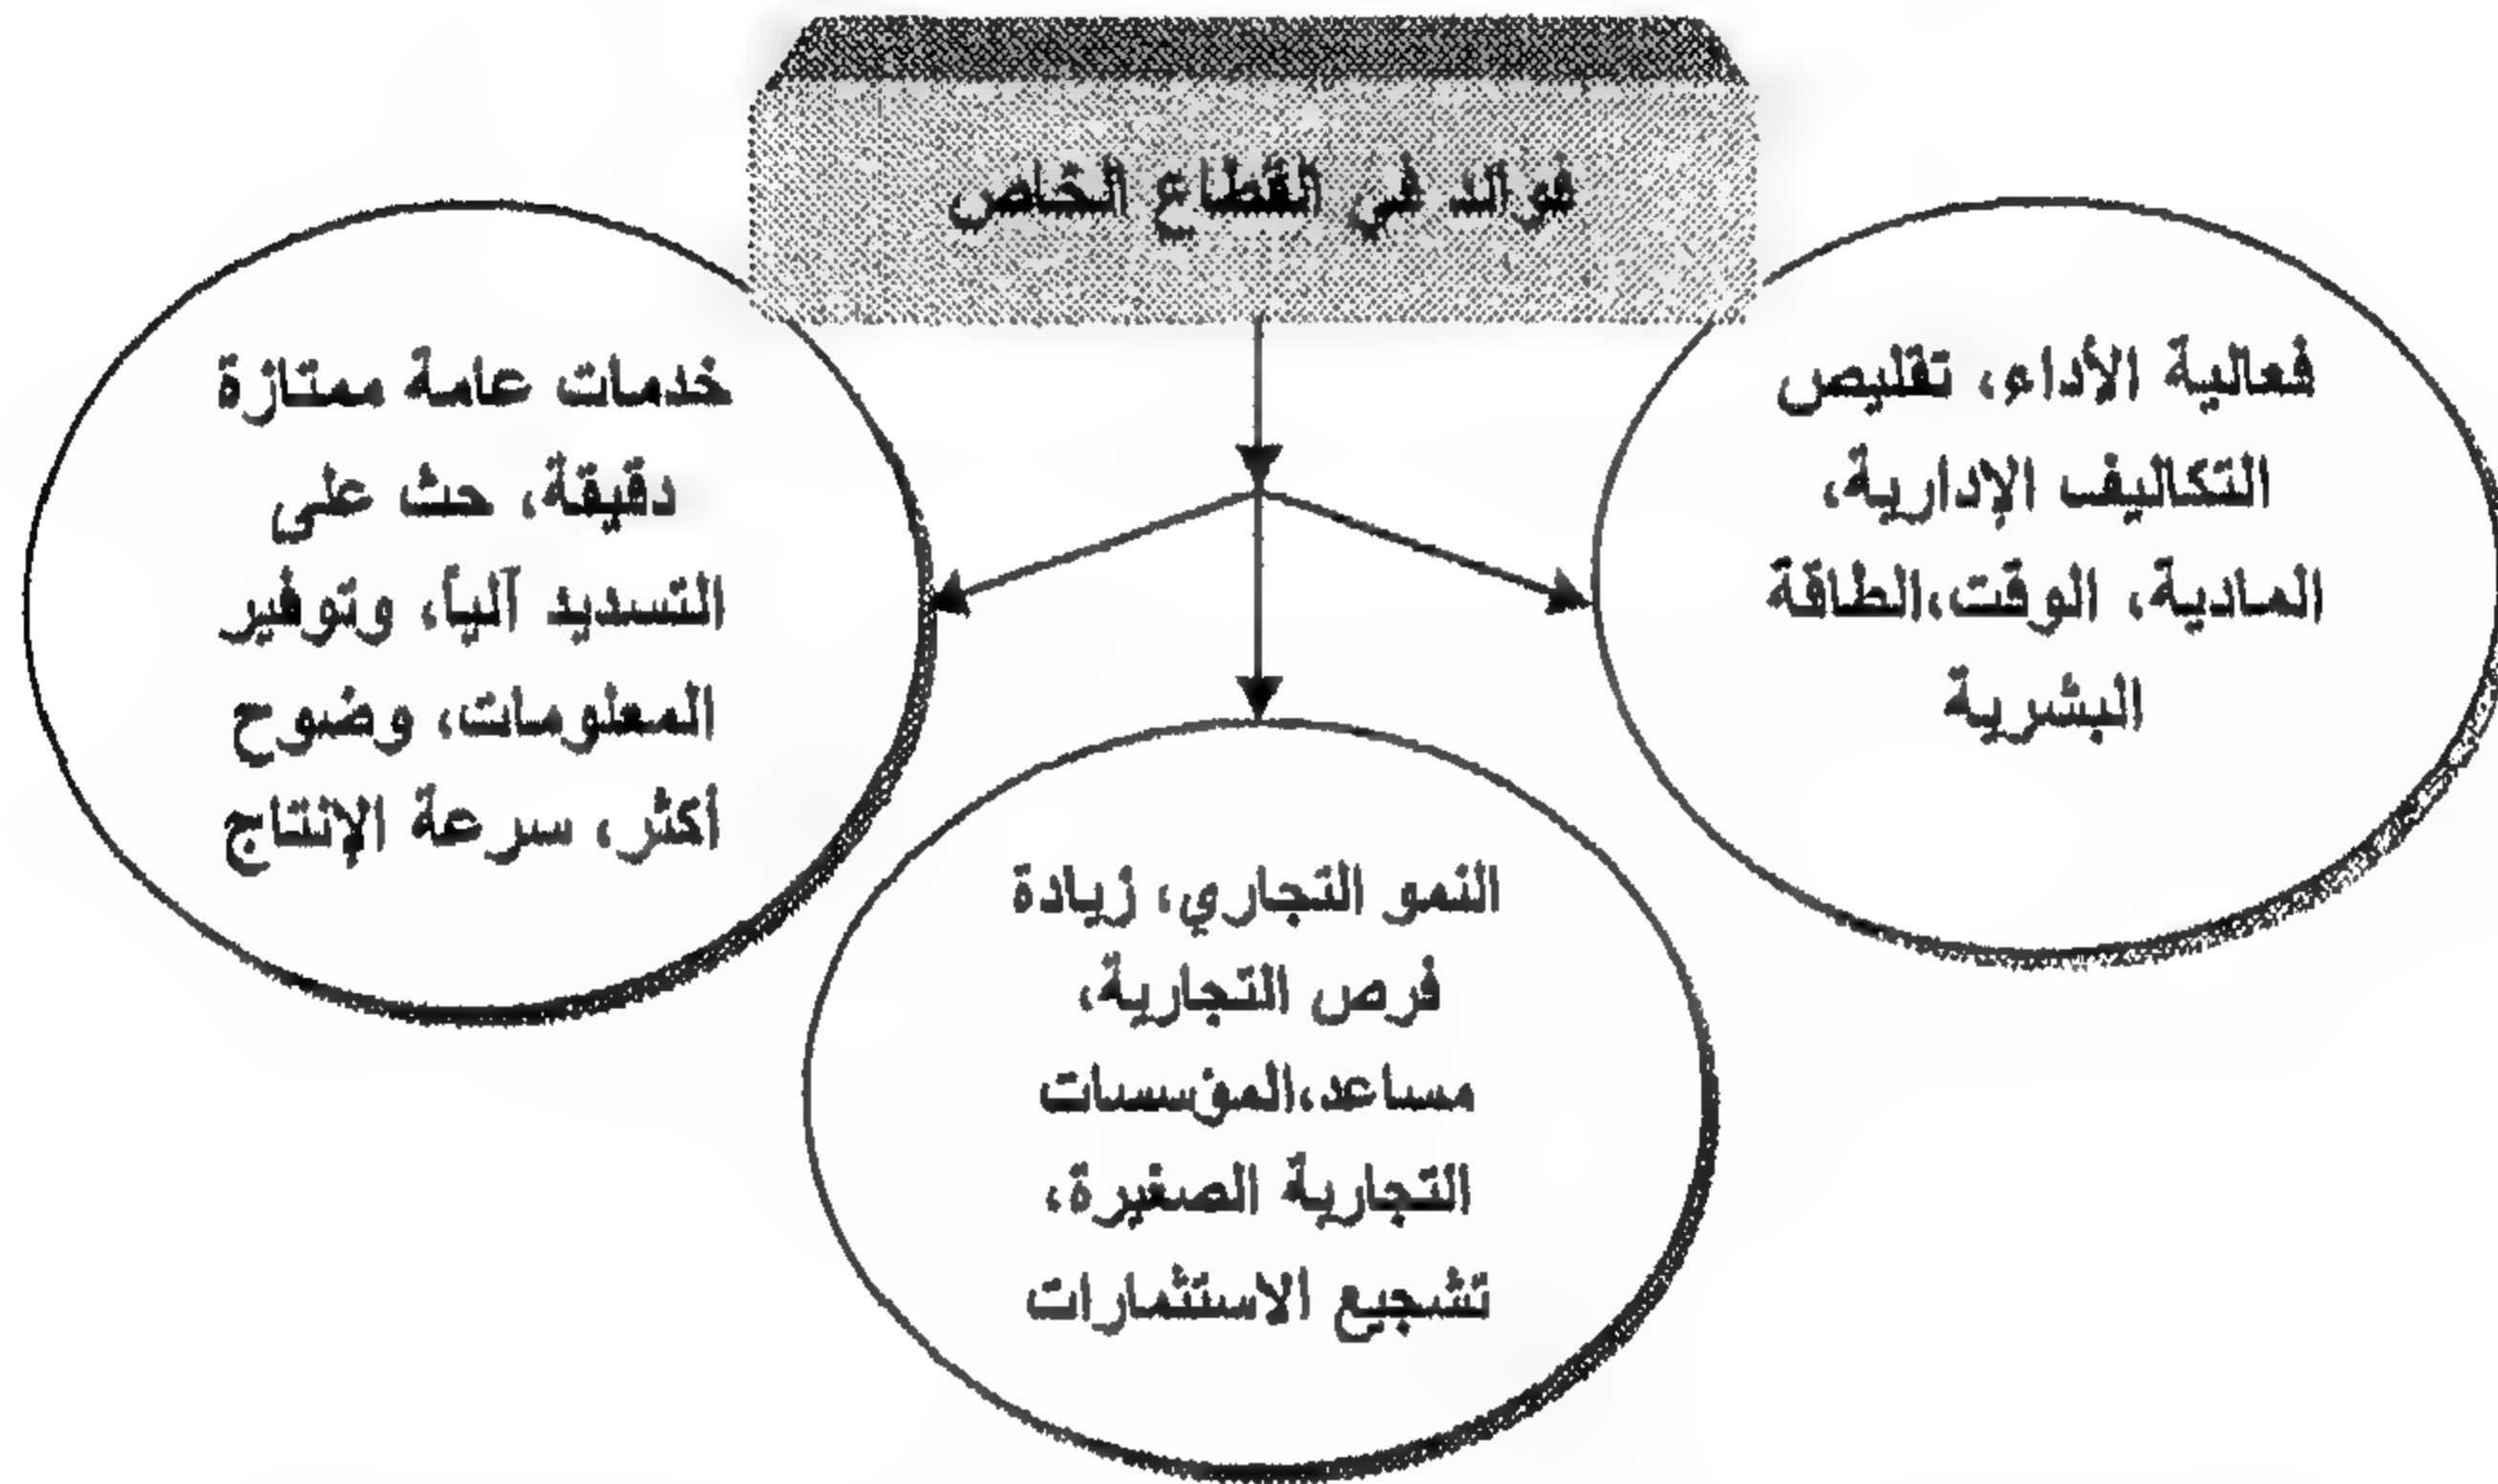 فوائد في القطاع الخاص
فعالية الأداء، تقليص
التكاليف الإدارية،
المادية، الوقت،الطاقة
البشرية
النمو التجاري، زيادة
فرص التجارية،
مساعد،المؤسسات
التجارية الصغيرة،
تشجيع الاستثمارات
خدمات عامة ممتازة
دقيقة، حث على
التسديد آلياً، وتوفير
المعلومات، وضوح
أكثر، سرعة الإنتاج